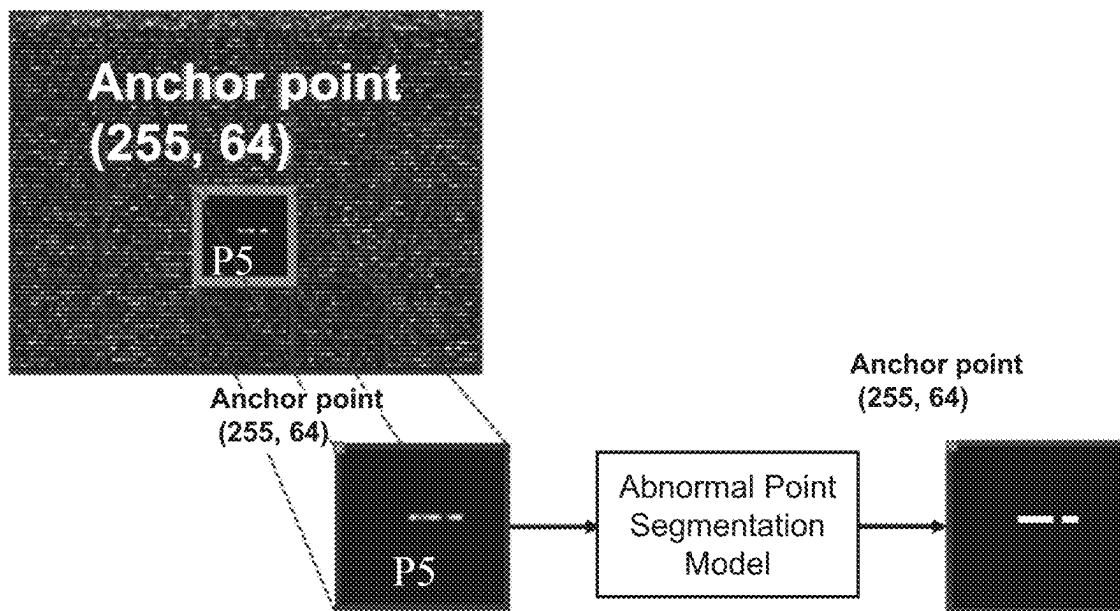 Anchor point
(255, 64)
P5
Anchor point
(255, 64)
P5
Abnormal Point
Segmentation
Model
Anchor point
(255, 64)